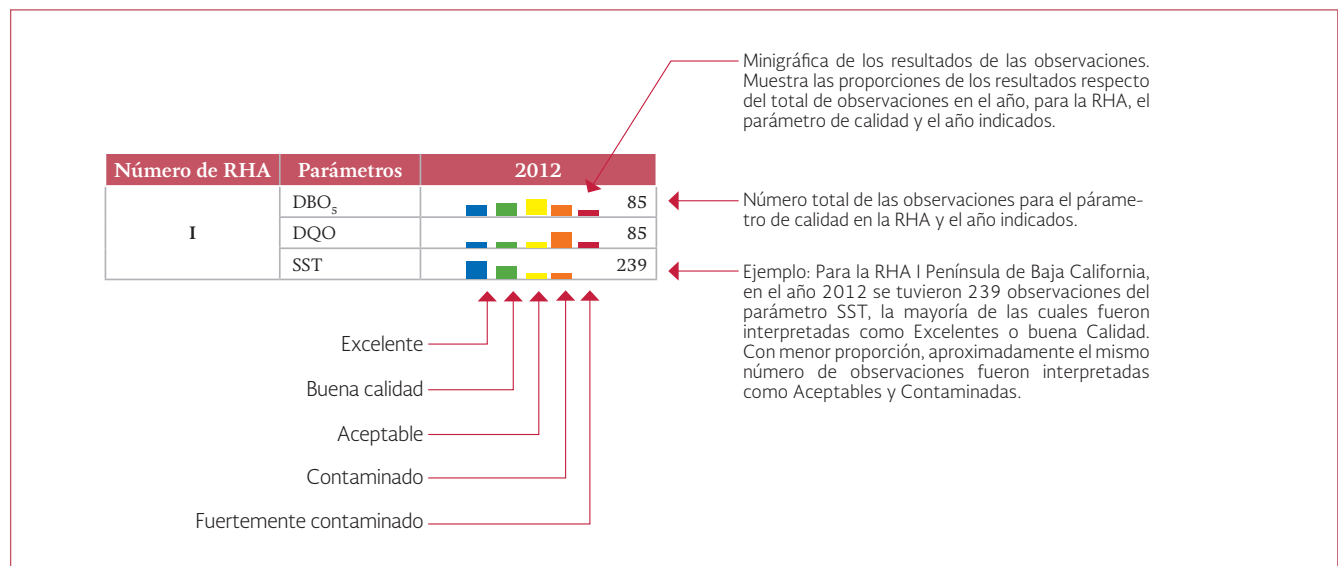 Minigráfica de los resultados de las observaciones.
Muestra las proporciones de los resultados respecto
del total de observaciones en el año, para la RHA, el
parámetro de calidad y el año indicados.
Número de RHA Parámetros 2012
I
DBO5 85
DQO 85
SST 239
Número total de las observaciones para el párame-
tro de calidad en la RHA y el año indicados.
Ejemplo: Para la RHA I Península de Baja California,
en el año 2012 se tuvieron 239 observaciones del
parámetro SST, la mayoría de las cuales fueron
interpretadas como Excelentes o buena Calidad.
Con menor proporción, aproximadamente el mismo
número de observaciones fueron interpretadas
como Aceptables y Contaminadas.
Excelente
Buena calidad
Aceptable
Contaminado
Fuertemente contaminado